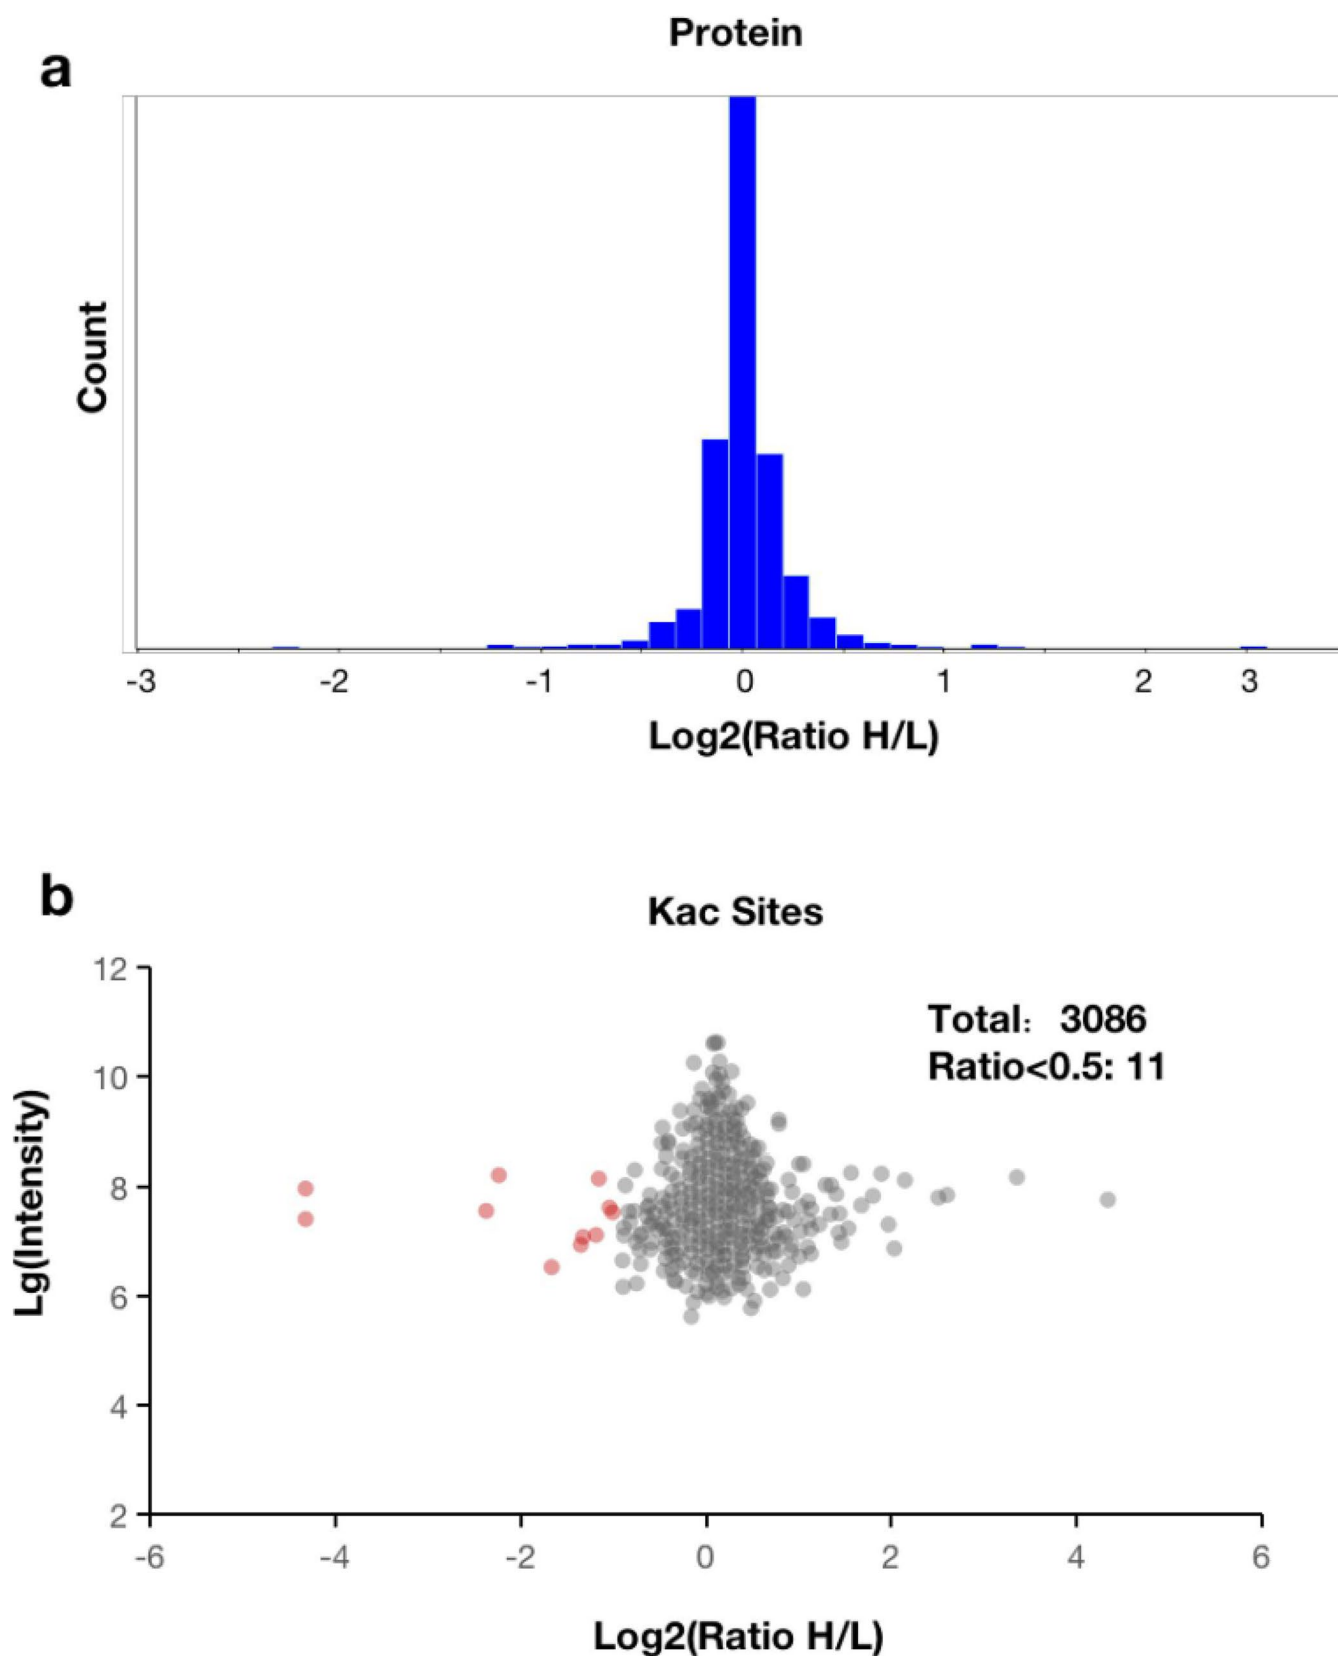 a
Protein
Count
-3 -2 -1 0 1 2 3
Log2(Ratio H/L)
b
Kac Sites
Total: 3086
Ratio<0.5: 11
Lg(Intensity)
12
10
8
6
4
2
-6 -4 -2 0 2 4 6
Log2(Ratio H/L)